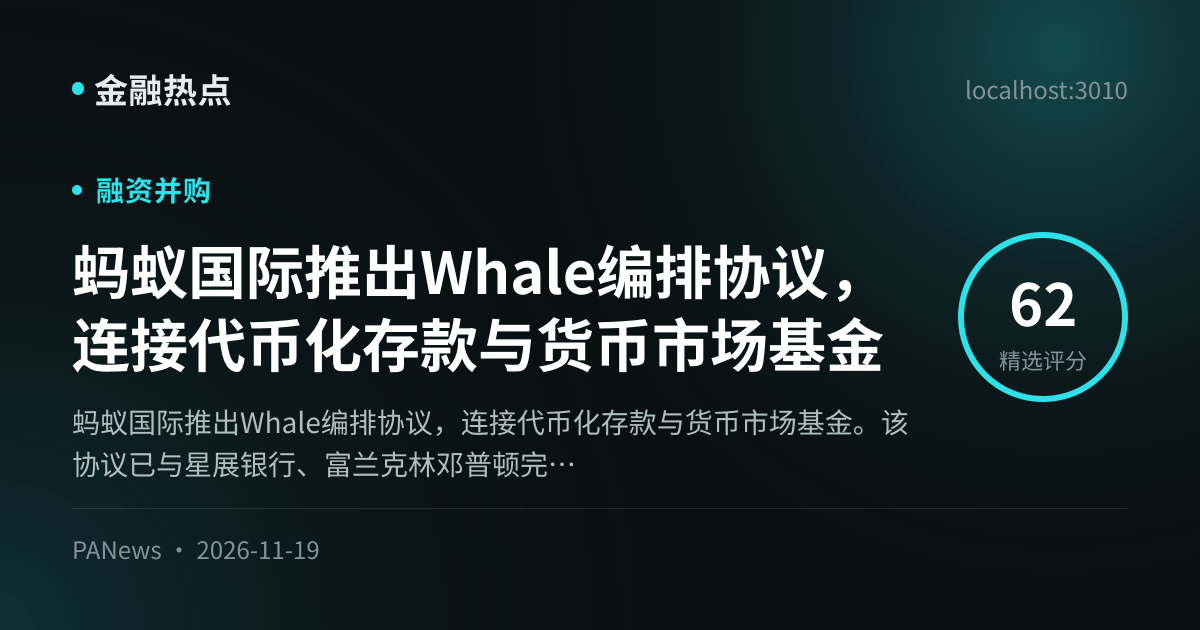 金融热点
localhost:3010
融资并购
蚂蚁国际推出Whale编排协议，
连接代币化存款与货币市场基金
62
精选评分
蚂蚁国际推出Whale编排协议，连接代币化存款与货币市场基金。该
协议已与星展银行、富兰克林邓普顿完…
PANews • 2026-11-19